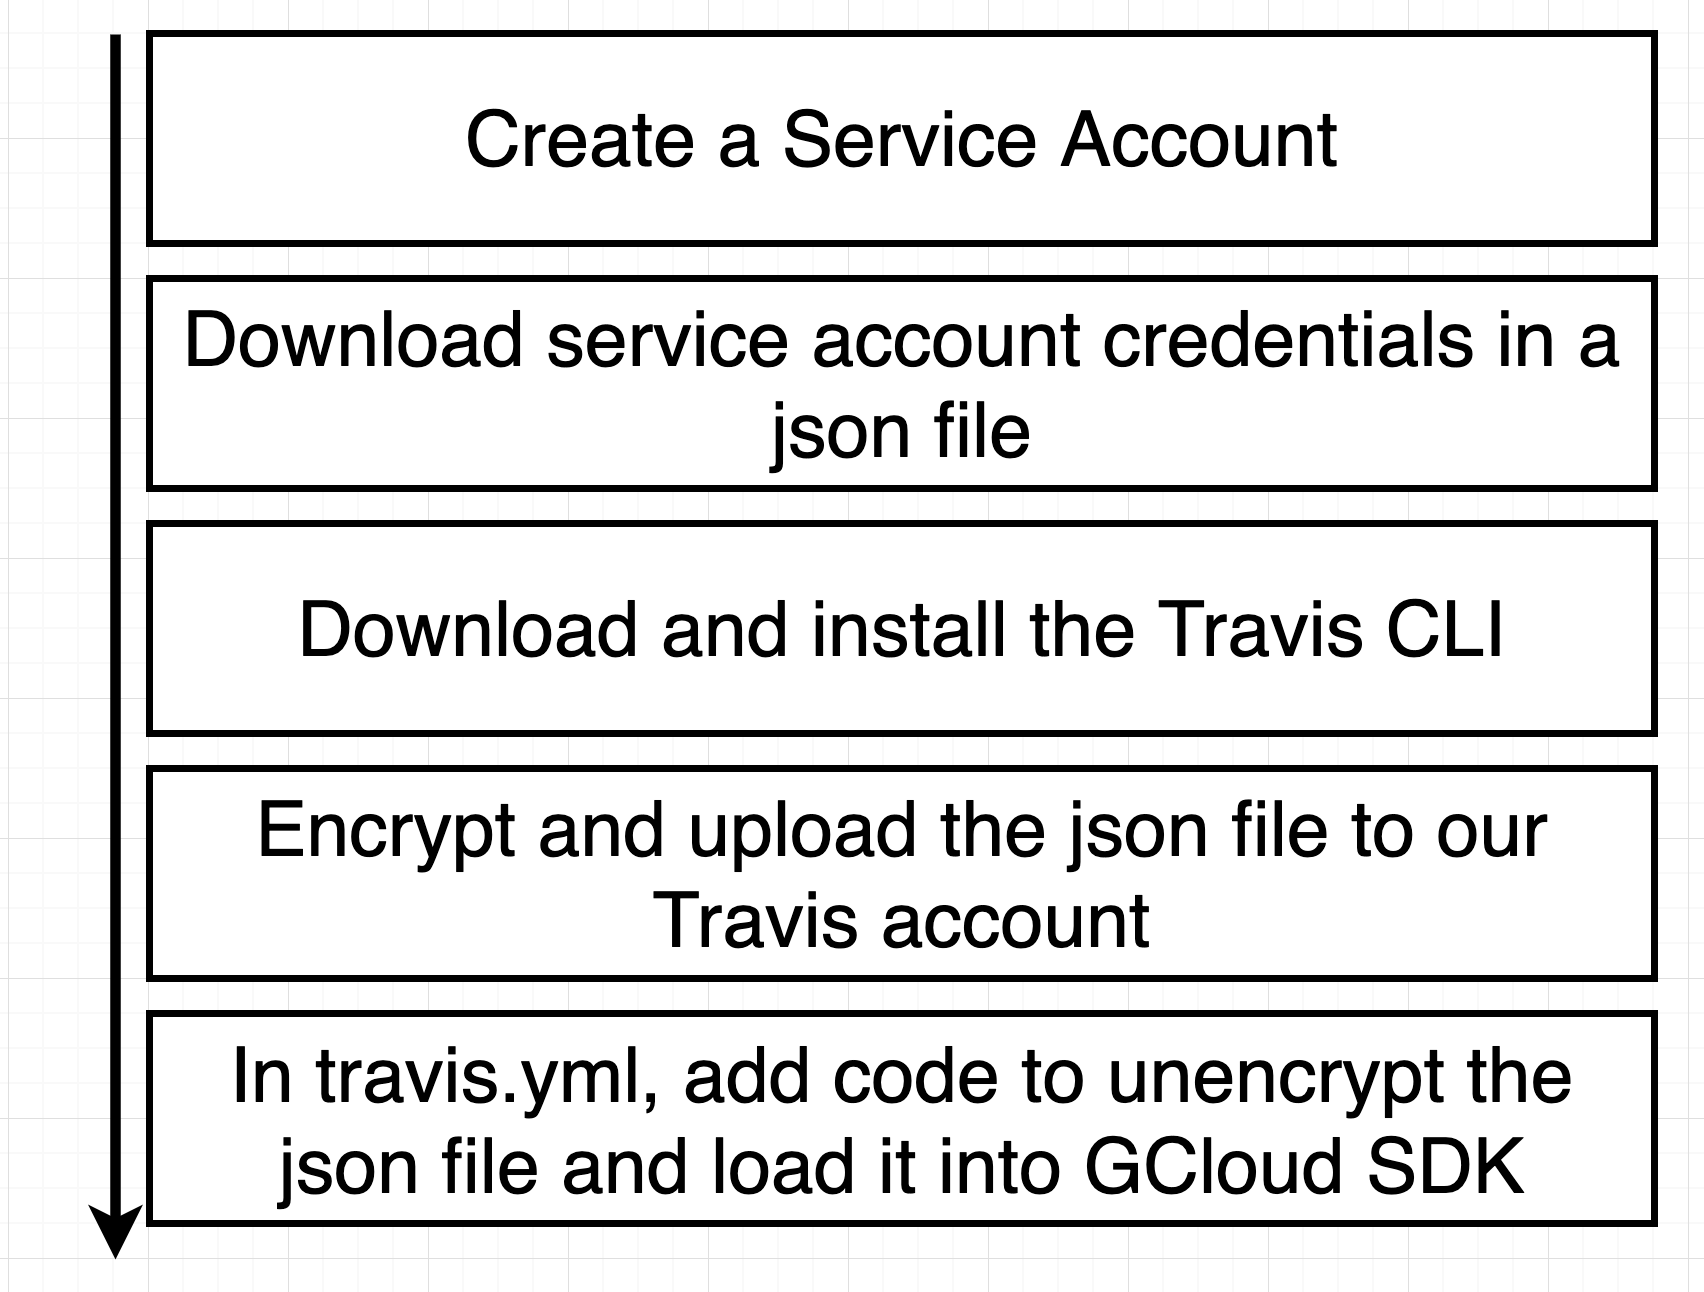 Create a Service Account
Download service account credentials in a
json file
Download and install the Travis CLI
Encrypt and upload the json file to our
Travis account
In travis.yml, add code to unencrypt the
json file and load it into GCloud SDK